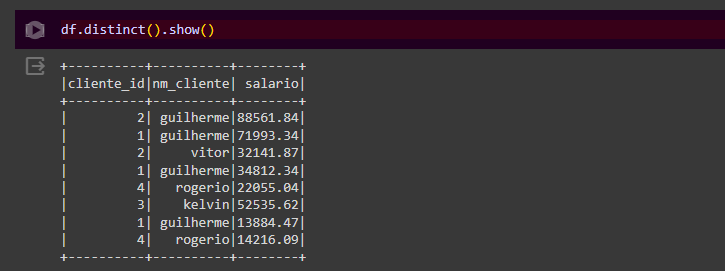 df.distinct().show()
+----------+----------+--------+
|cliente_id|nm_cliente| salario|
+----------+----------+--------+
|         2| guilherme|88561.84|
|         1| guilherme|71993.34|
|         2|     vitor|32141.87|
|         1| guilherme|34812.34|
|         4|   rogerio|22055.04|
|         3|    kelvin|52535.62|
|         1| guilherme|13884.47|
|         4|   rogerio|14216.09|
+----------+----------+--------+